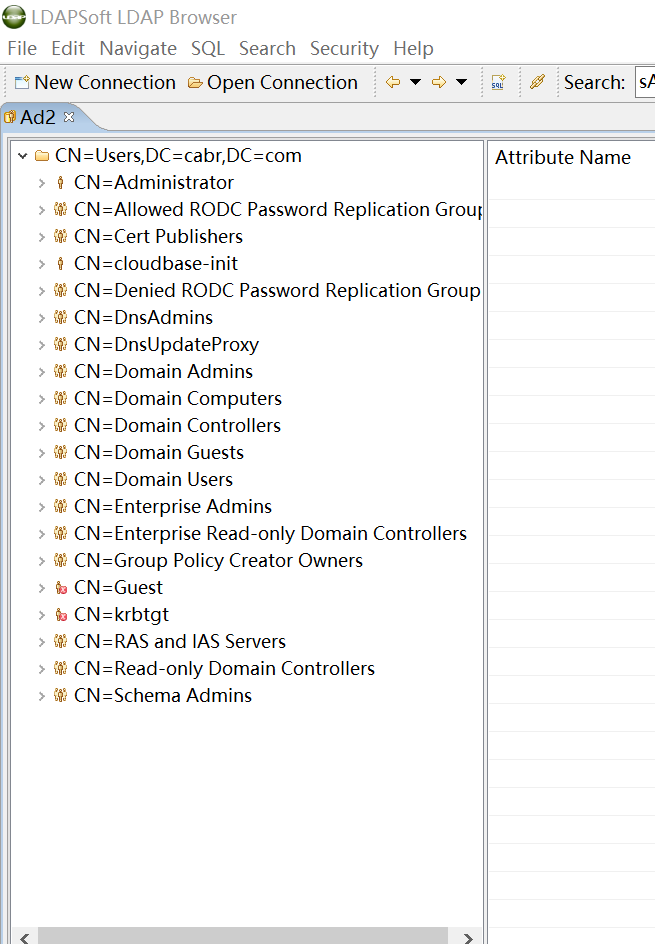 LDAPSoft LDAP Browser
File Edit Navigate SQL Search Security Help
New Connection Open Connection SQL Search: sA
Ad2
CN=Users,DC=cabr,DC=com
Attribute Name
CN=Administrator
CN=Allowed RODC Password Replication Group
CN=Cert Publishers
CN=cloudbase-init
CN=Denied RODC Password Replication Group
CN=DnsAdmins
CN=DnsUpdateProxy
CN=Domain Admins
CN=Domain Computers
CN=Domain Controllers
CN=Domain Guests
CN=Domain Users
CN=Enterprise Admins
CN=Enterprise Read-only Domain Controllers
CN=Group Policy Creator Owners
CN=Guest
CN=krbtgt
CN=RAS and IAS Servers
CN=Read-only Domain Controllers
CN=Schema Admins